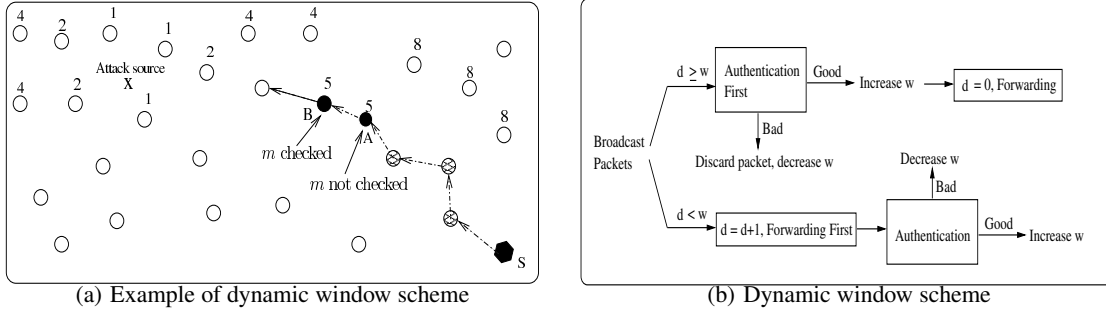 4
2
1
1
2
4
4
8
8
8
Attack source
X
4
2
1
5
B
5
A
m checked
m not checked
S
(a) Example of dynamic window scheme
Broadcast
Packets
d ≥ w
Authentication
First
Good
Increase w
d = 0, Forwarding
Bad
Discard packet, decrease w
d < w
d = d+1, Forwarding First
Authentication
Bad
Decrease w
Good
Increase w
(b) Dynamic window scheme